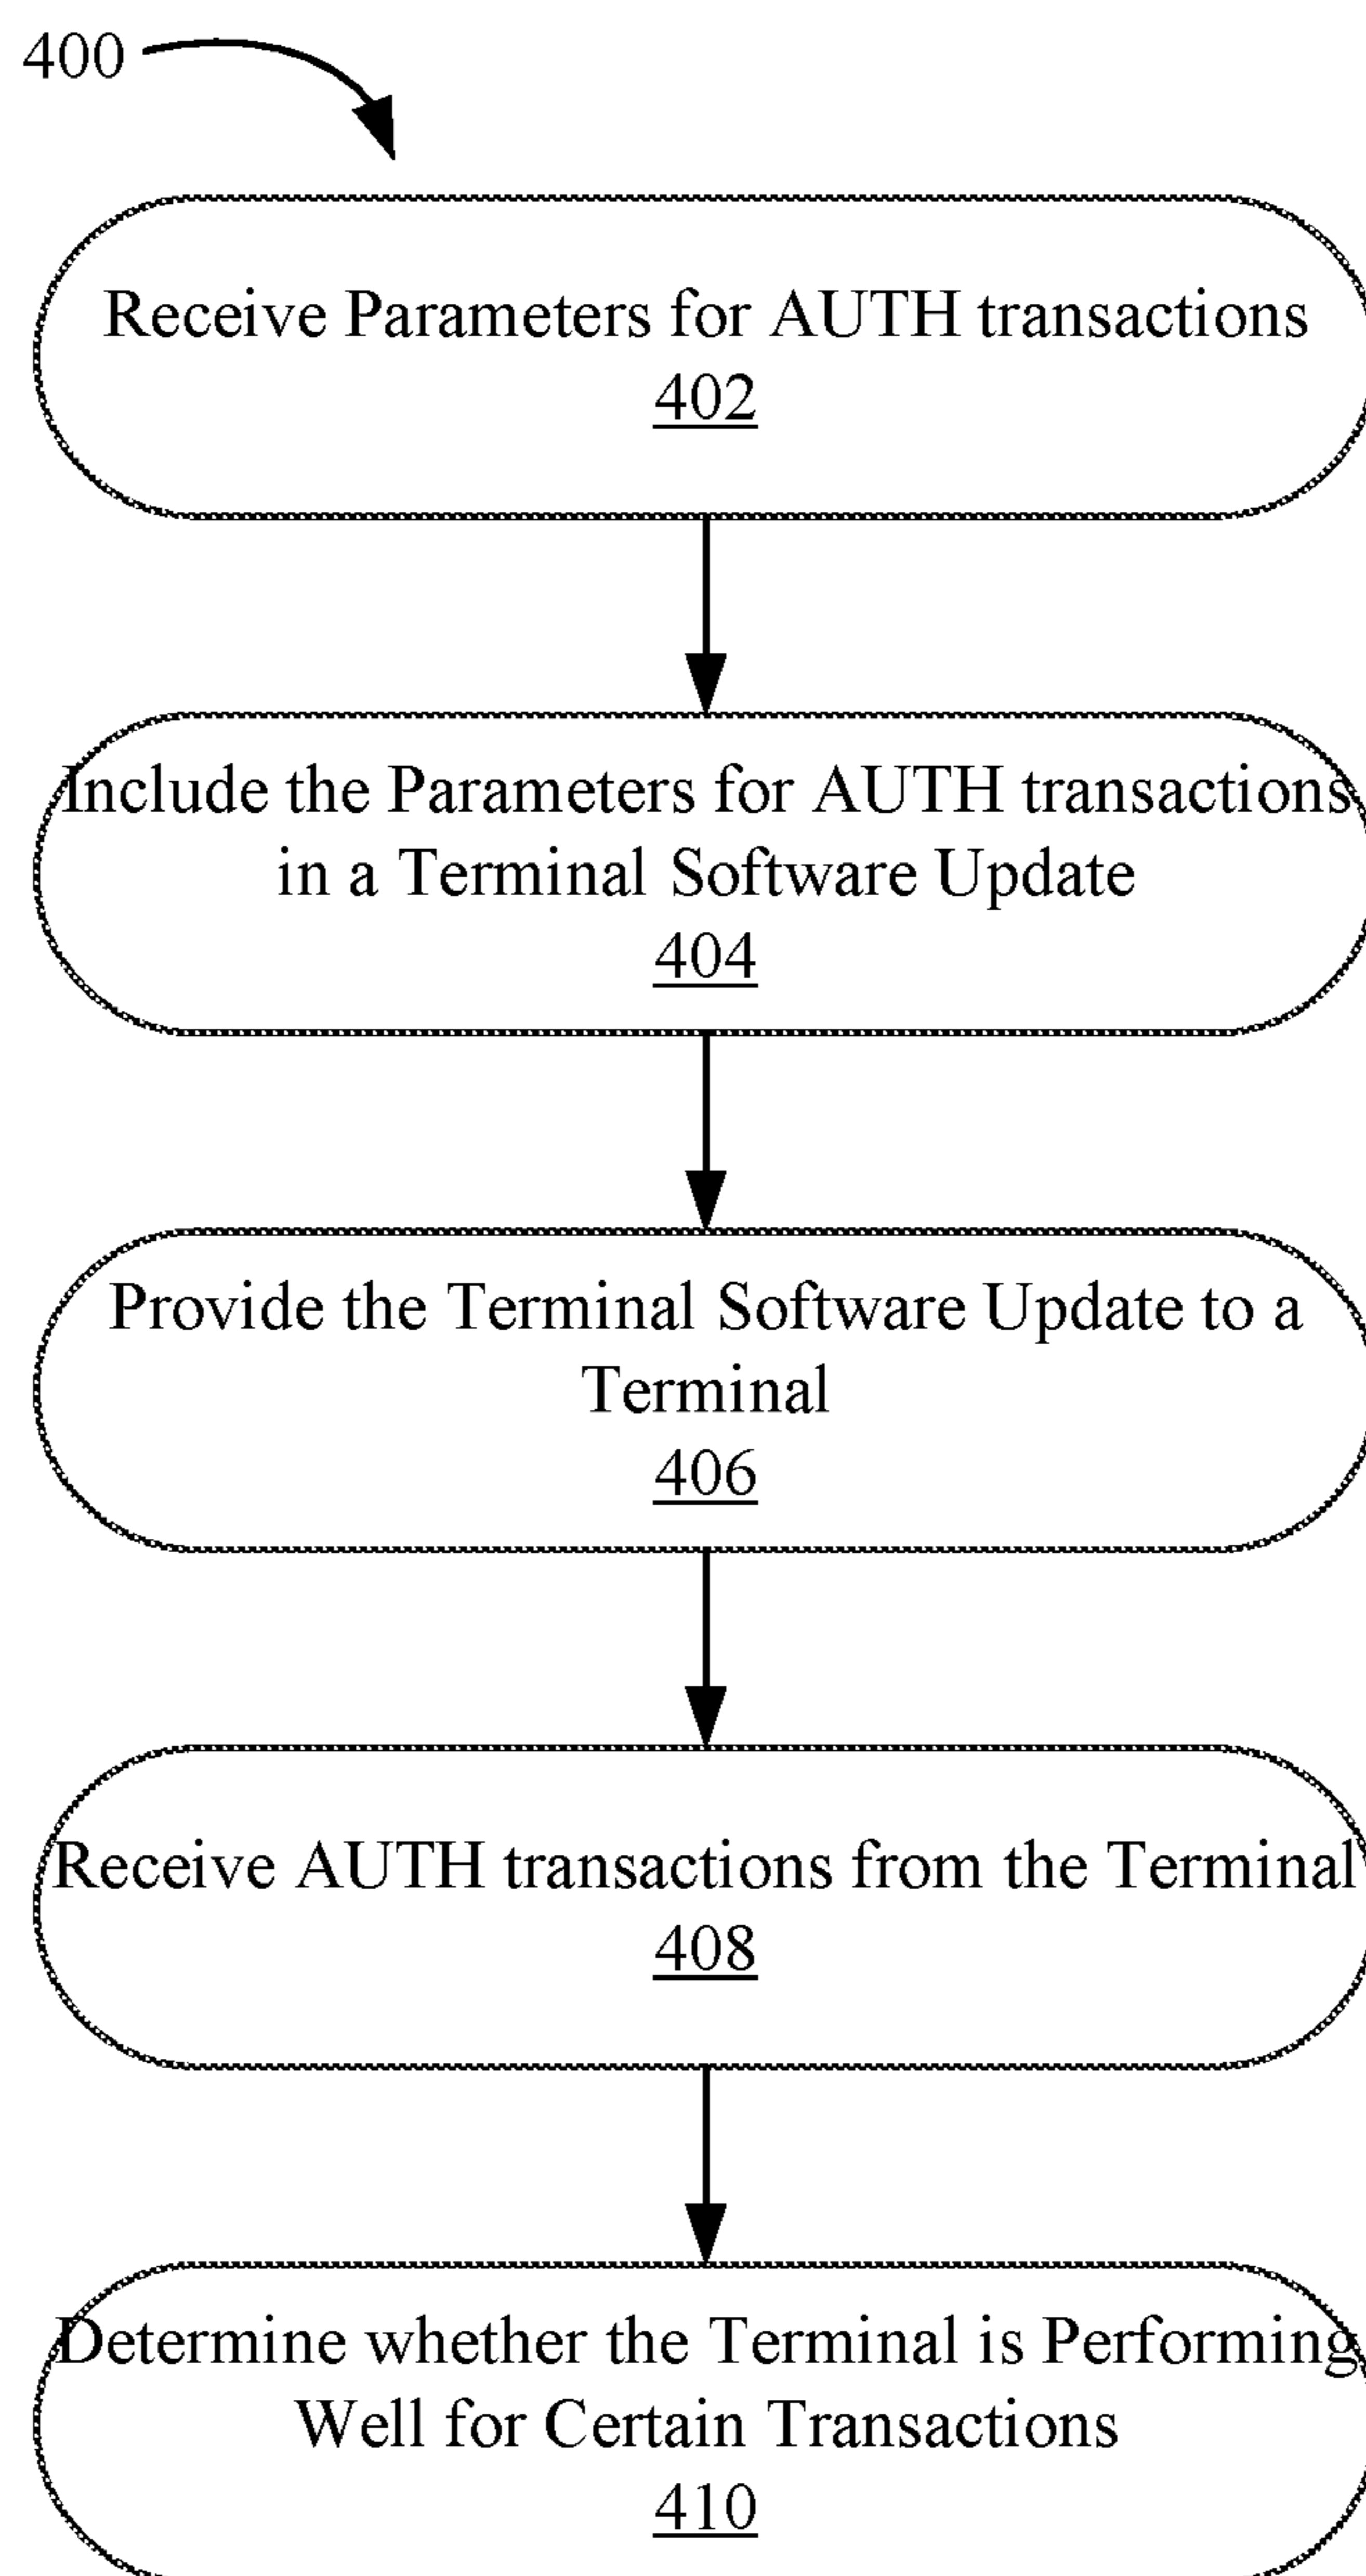 400
Receive Parameters for AUTH transactions
402
Include the Parameters for AUTH transactions
in a Terminal Software Update
404
Provide the Terminal Software Update to a
Terminal
406
Receive AUTH transactions from the Terminal
408
Determine whether the Terminal is Performing
Well for Certain Transactions
410